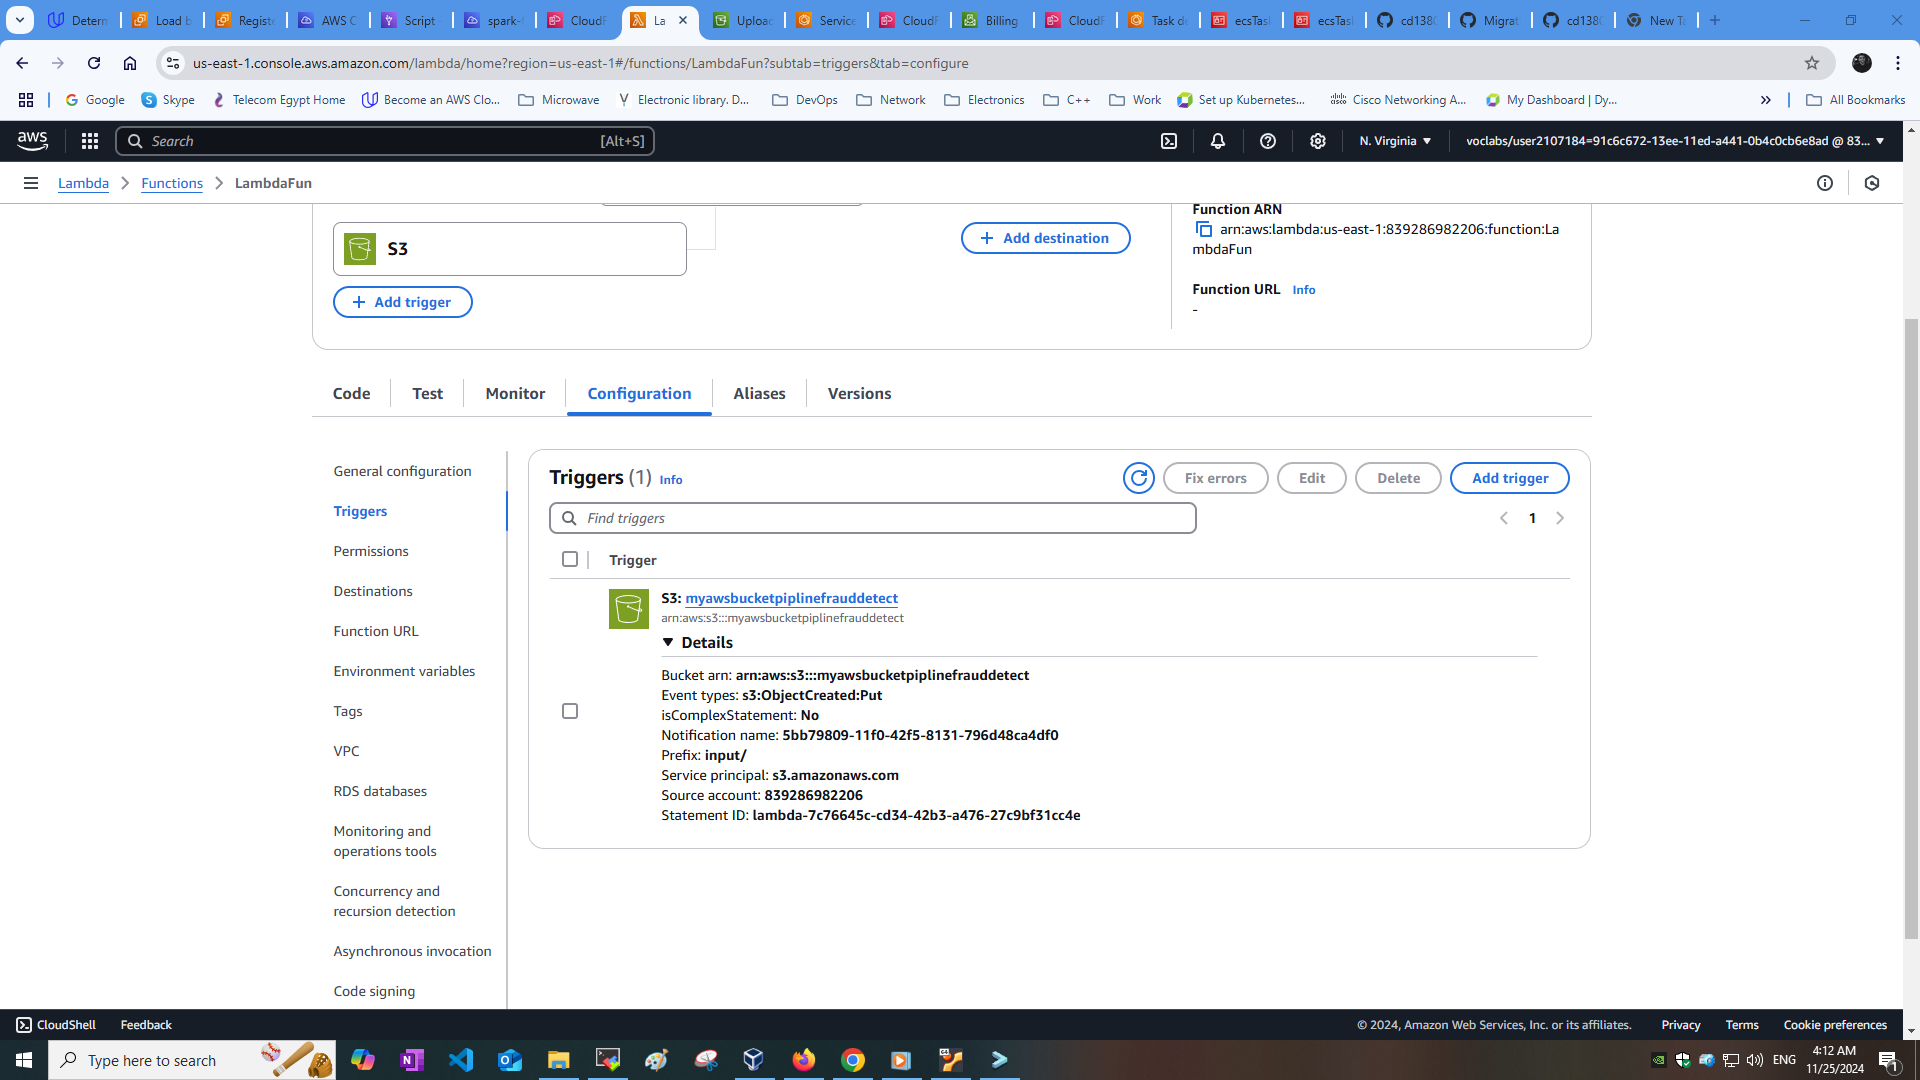 Determ
Load b
Registe
AWS C
Script
spark-
CloudF
La
Upload
Service
CloudF
Billing
CloudF
Task de
ecsTas
ecsTas
cd1380
Migrat
cd1380
New Ta
us-east-1.console.aws.amazon.com/lambda/home?region=us-east-1#/functions/LambdaFun?subtab=triggers&tab=configure
Google
Skype
Telecom Egypt Home
Become an AWS Clo...
Microwave
Electronic library. D...
DevOps
Network
Electronics
C++
Work
Set up Kubernetes...
Cisco Networking A...
My Dashboard | Dy...
All Bookmarks
aws
Search
[Alt+S]
N. Virginia
voclabs/user2107184=91c6c672-13ee-11ed-a441-0b4c0cb6e8ad @ 83...
Lambda
Functions
LambdaFun
S3
Add trigger
Add destination
Function ARN
arn:aws:lambda:us-east-1:839286982206:function:La
mbdaFun
Function URL Info
-
Code
Test
Monitor
Configuration
Aliases
Versions
General configuration
Triggers
Permissions
Destinations
Function URL
Environment variables
Tags
VPC
RDS databases
Monitoring and
operations tools
Concurrency and
recursion detection
Asynchronous invocation
Code signing
Triggers (1) Info
Fix errors
Edit
Delete
Add trigger
Find triggers
1
Trigger
S3: myawsbucketpiplinefrauddetect
arn:aws:s3:::myawsbucketpiplinefrauddetect
Details
Bucket arn: arn:aws:s3:::myawsbucketpiplinefrauddetect
Event types: s3:ObjectCreated:Put
isComplexStatement: No
Notification name: 5bb79809-11f0-42f5-8131-796d48ca4df0
Prefix: input/
Service principal: s3.amazonaws.com
Source account: 839286982206
Statement ID: lambda-7c76645c-cd34-42b3-a476-27c9bf31cc4e
CloudShell
Feedback
© 2024, Amazon Web Services, Inc. or its affiliates.
Privacy
Terms
Cookie preferences
Type here to search
ENG
4:12 AM
11/25/2024
1